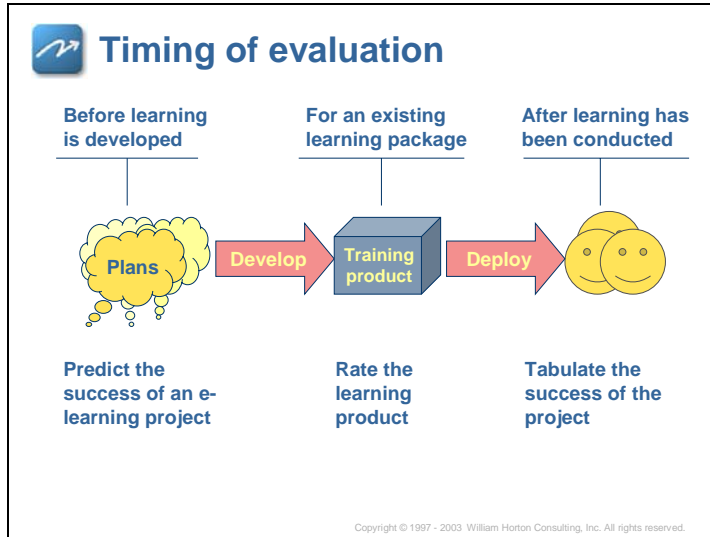 Timing of evaluation
Before learning
is developed
For an existing
learning package
After learning has
been conducted
Plans
Develop
Training
product
Deploy
Predict the
success of an e-
learning project
Rate the
learning
product
Tabulate the
success of the
project
Copyright © 1997 - 2003 William Horton Consulting, Inc. All rights reserved.